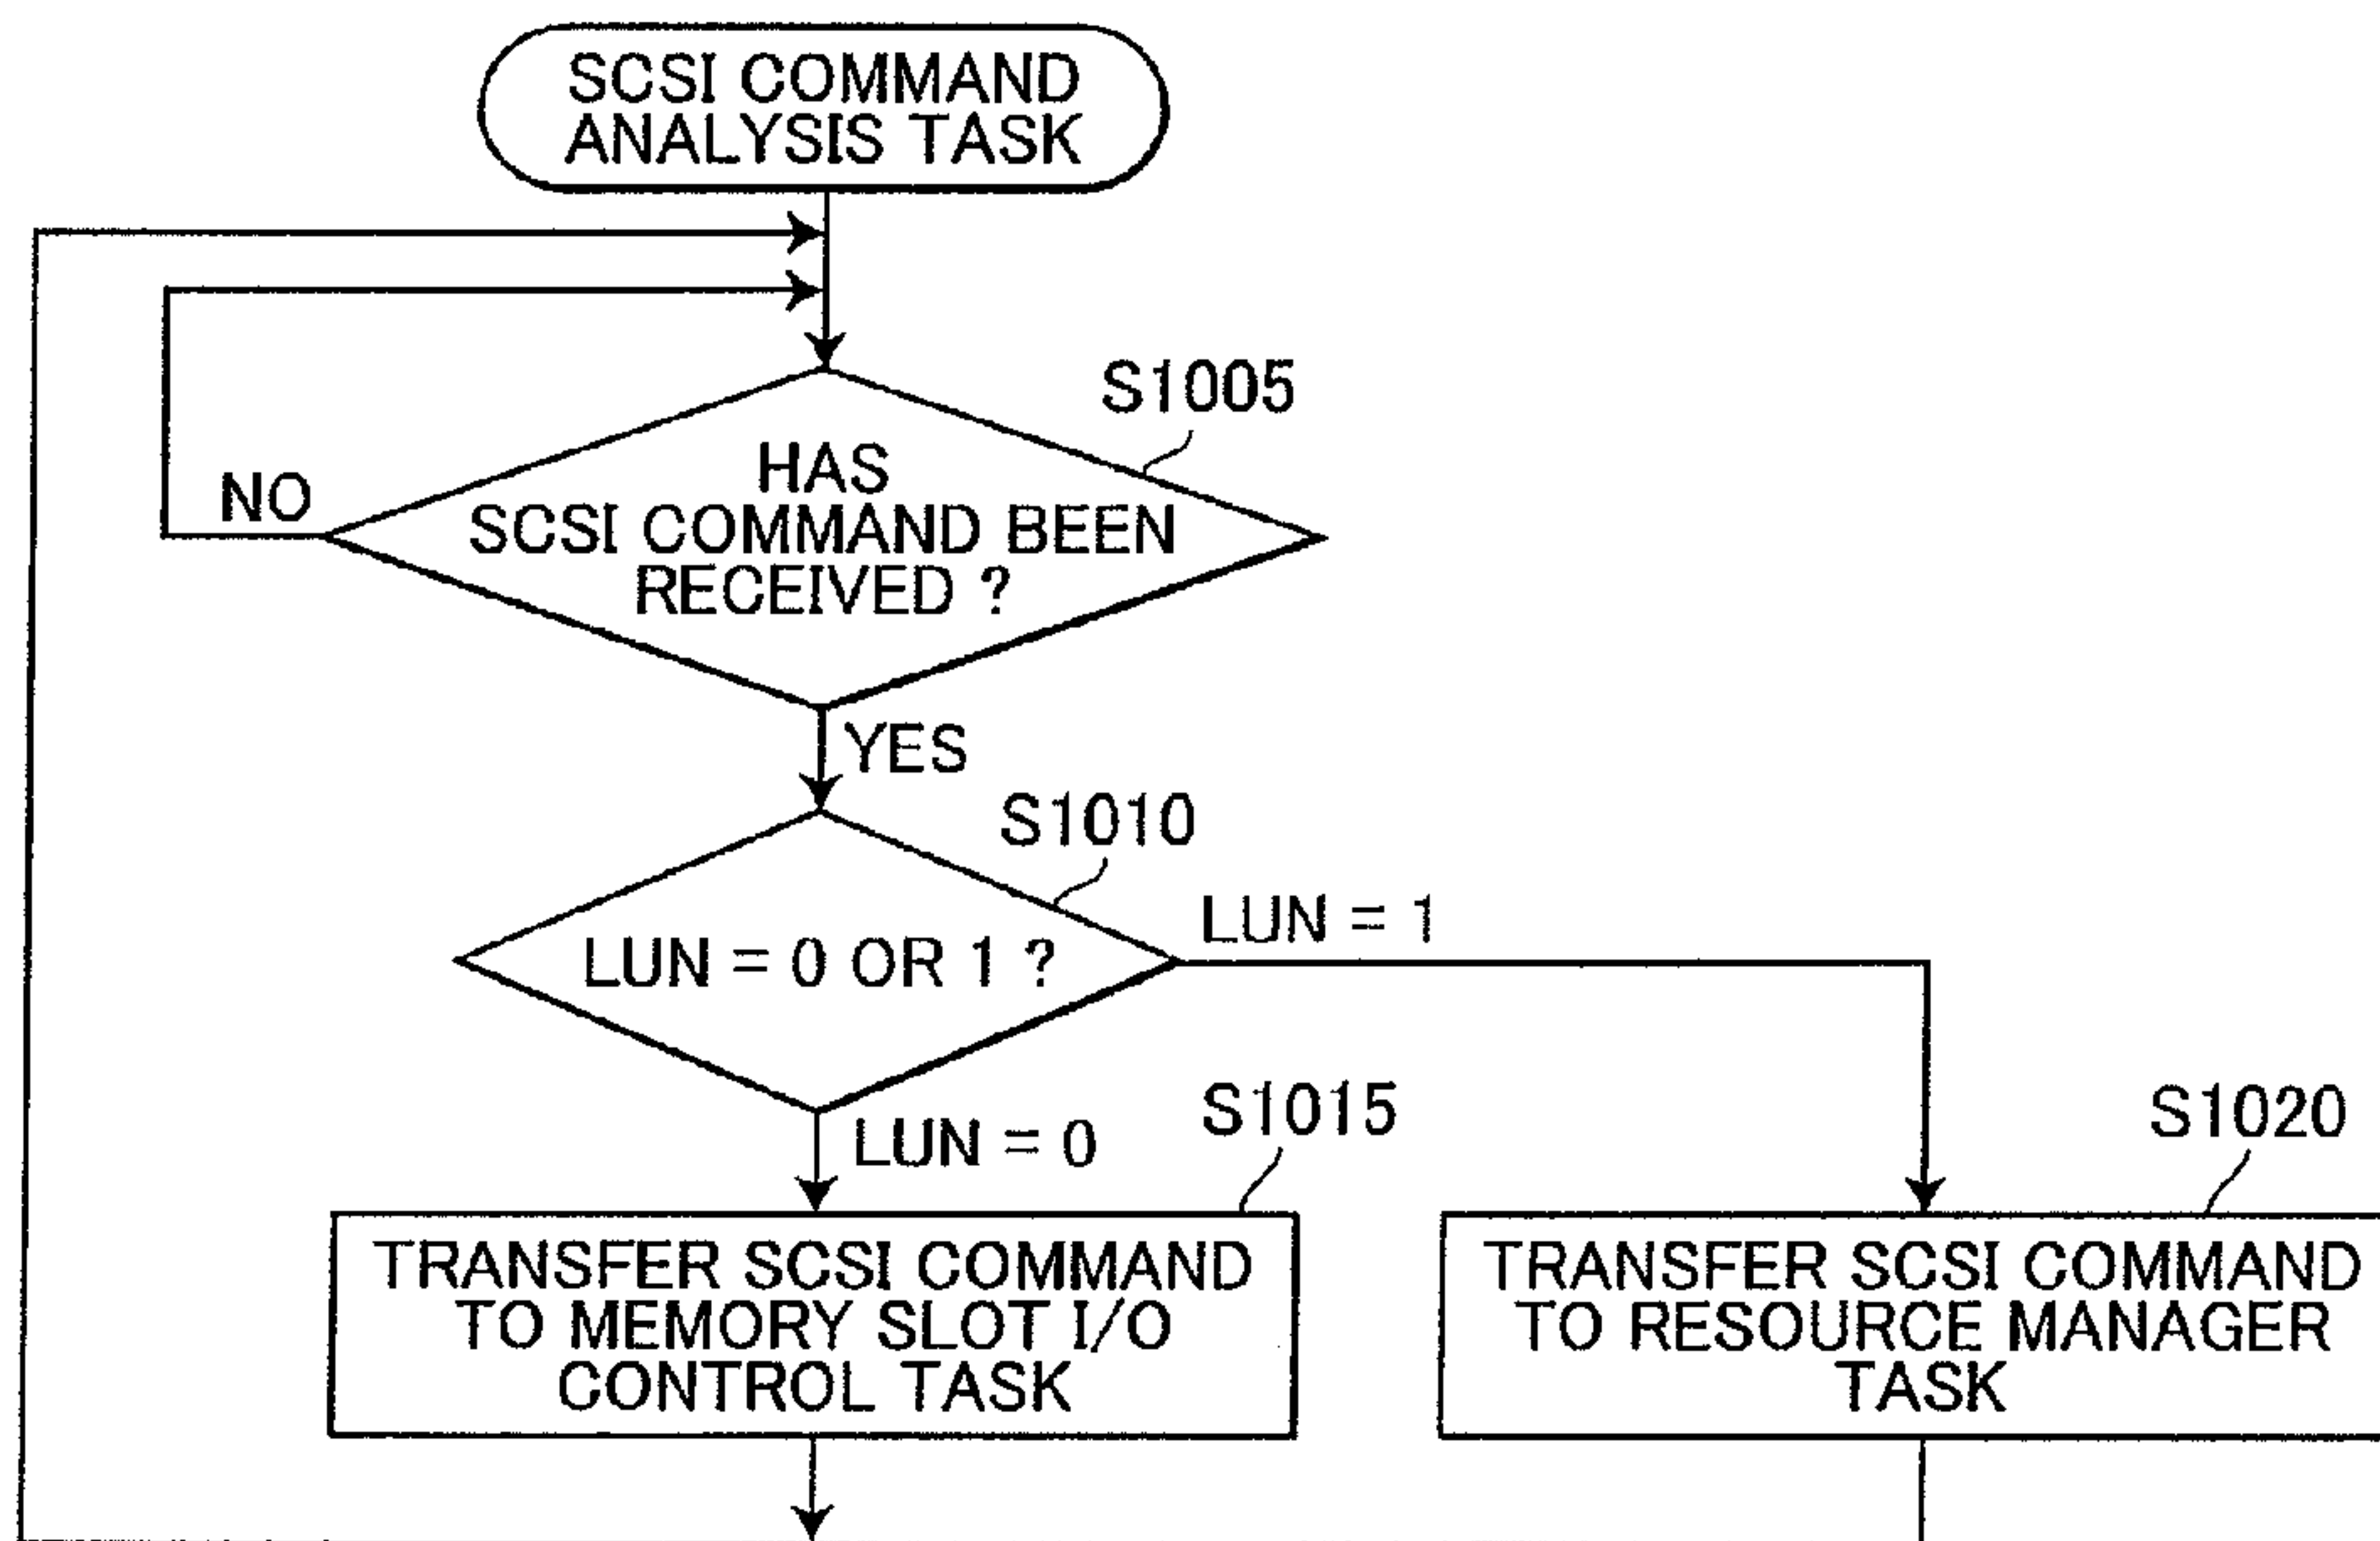 SCSI COMMAND
ANALYSIS TASK
S1005
HAS
SCSI COMMAND BEEN
RECEIVED ?
NO
YES
S1010
LUN = 0 OR 1 ?
LUN = 1
LUN = 0
S1015
TRANSFER SCSI COMMAND
TO MEMORY SLOT I/O
CONTROL TASK
S1020
TRANSFER SCSI COMMAND
TO RESOURCE MANAGER
TASK